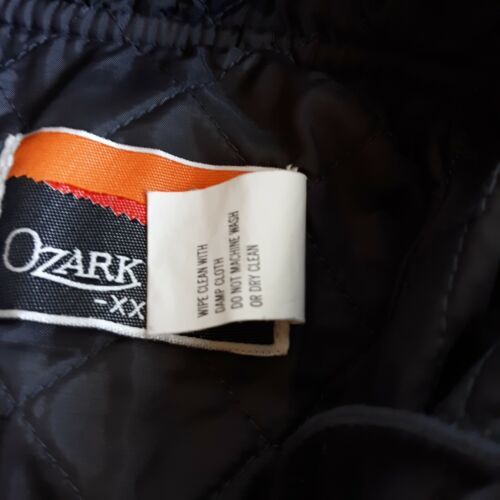 OZARK
-XX
WIPE CLEAN WITH
DAMP CLOTH
DO NOT MACHINE WASH
OR DRY CLEAN